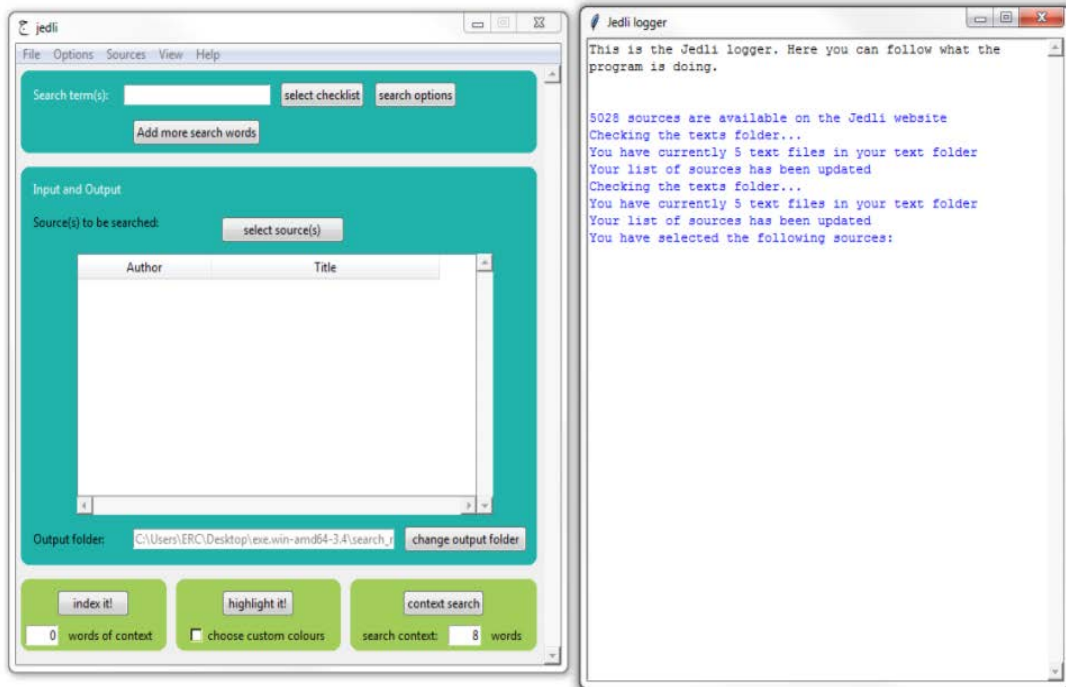 jedli
File Options Sources View Help
Search term(s): select checklist search options
Add more search words
Input and Output
Source(s) to be searched:
select source(s)
Author Title
Output folder: C:\Users\ERC\Desktop\exe.win-amd64-3.4\search_r change output folder
index it! highlight it! context search
0 words of context choose custom colours search context: 8 words
Jedli logger
This is the Jedli logger. Here you can follow what the
program is doing.
5028 sources are available on the Jedli website
Checking the texts folder...
You have currently 5 text files in your text folder
Your list of sources has been updated
Checking the texts folder...
You have currently 5 text files in your text folder
Your list of sources has been updated
You have selected the following sources: